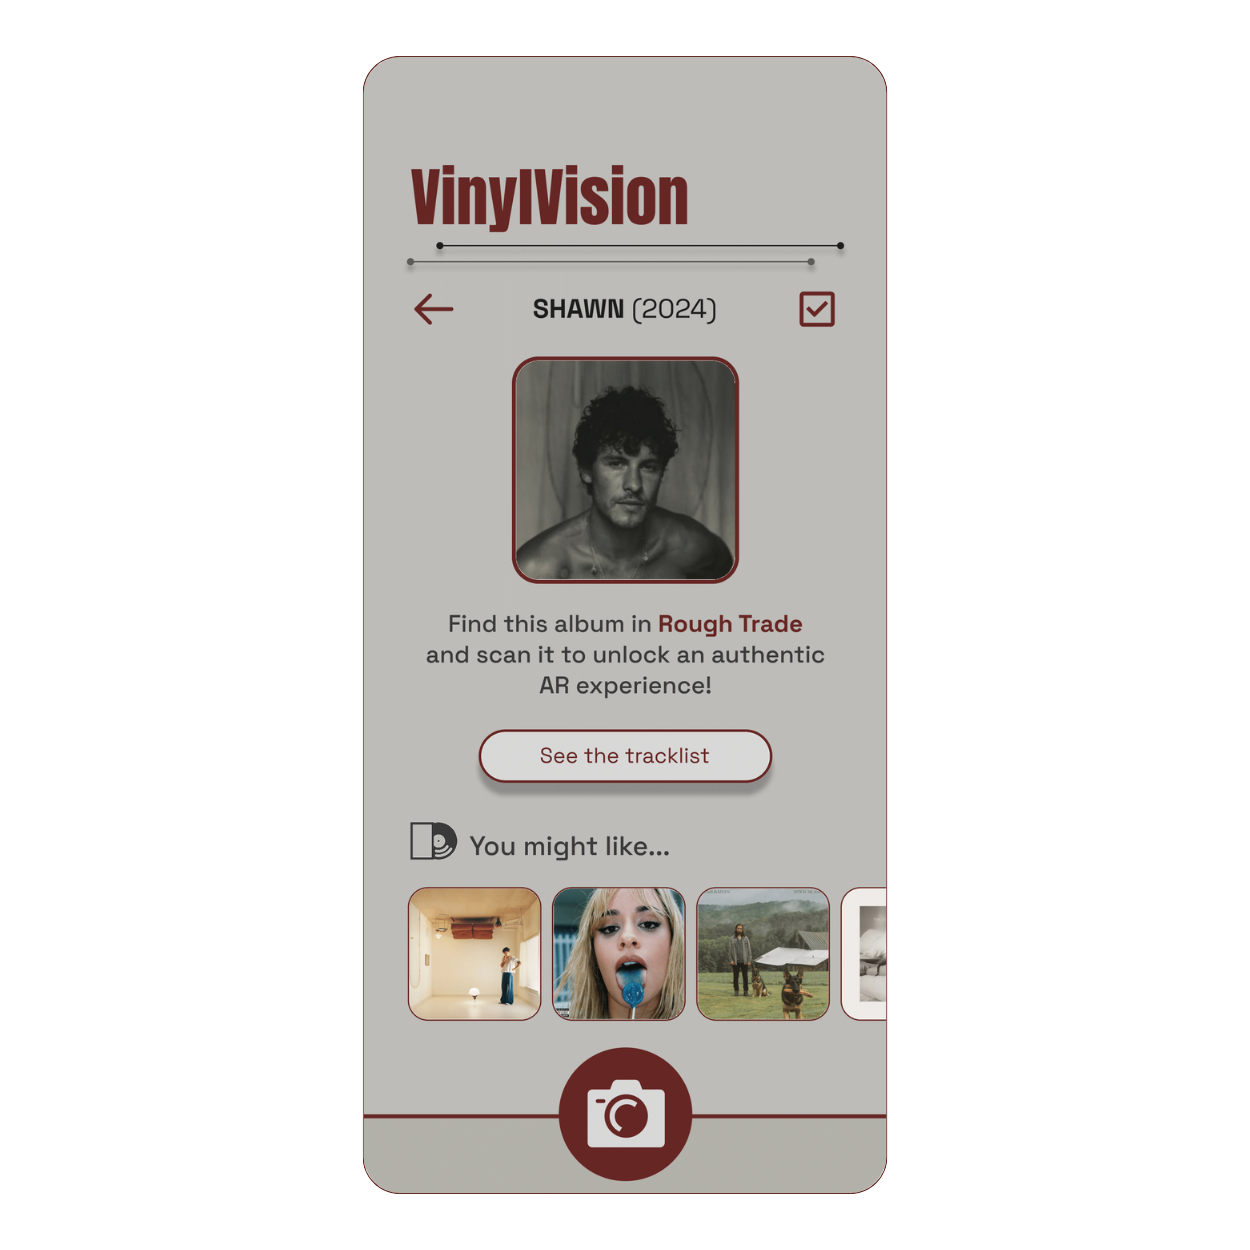 VinylVision
SHAWN (2024)
Find this album in Rough Trade
and scan it to unlock an authentic
AR experience!
See the tracklist
You might like...